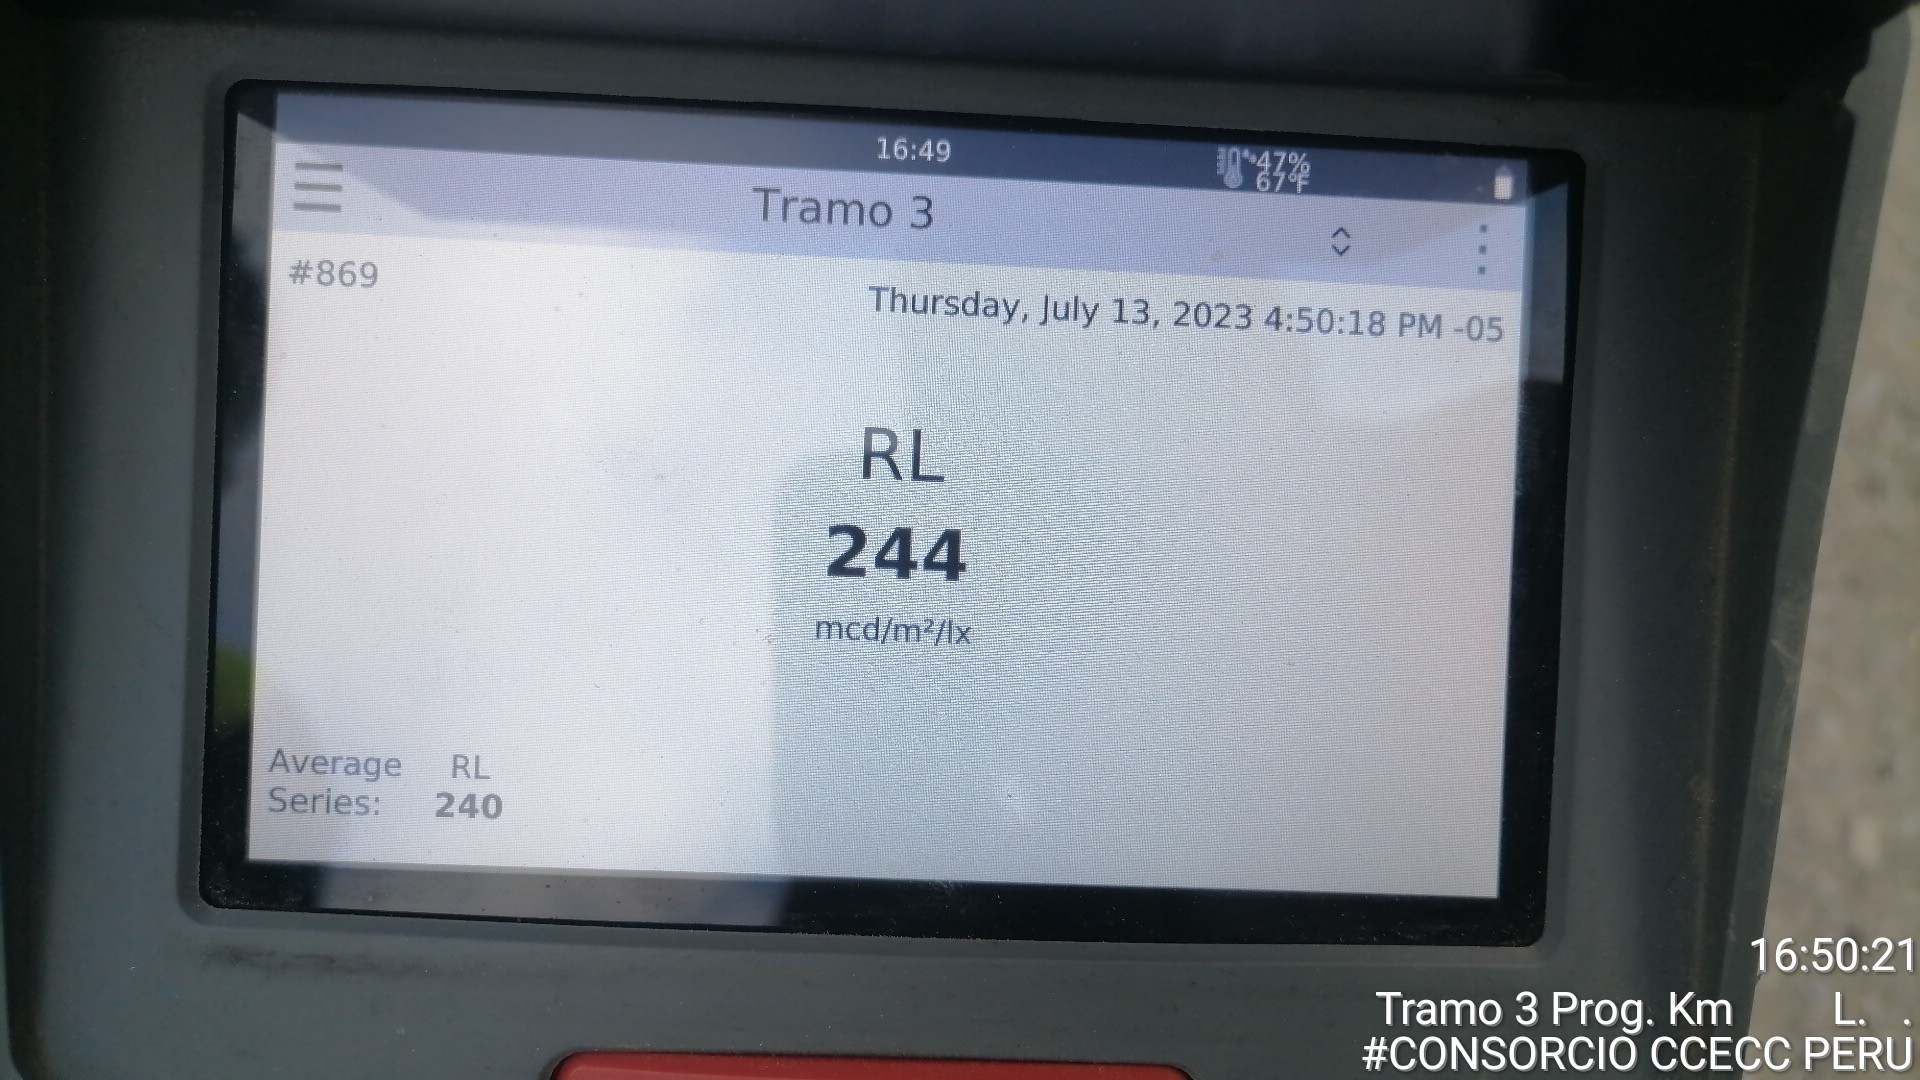 16:49
47%
67°F
Tramo 3
#869
Thursday, July 13, 2023 4:50:18 PM -05
RL
244
mcd/m²/lx
Average RL
Series: 240
16:50:21
Tramo 3 Prog. Km L. .
#CONSORCIO CCECC PERU